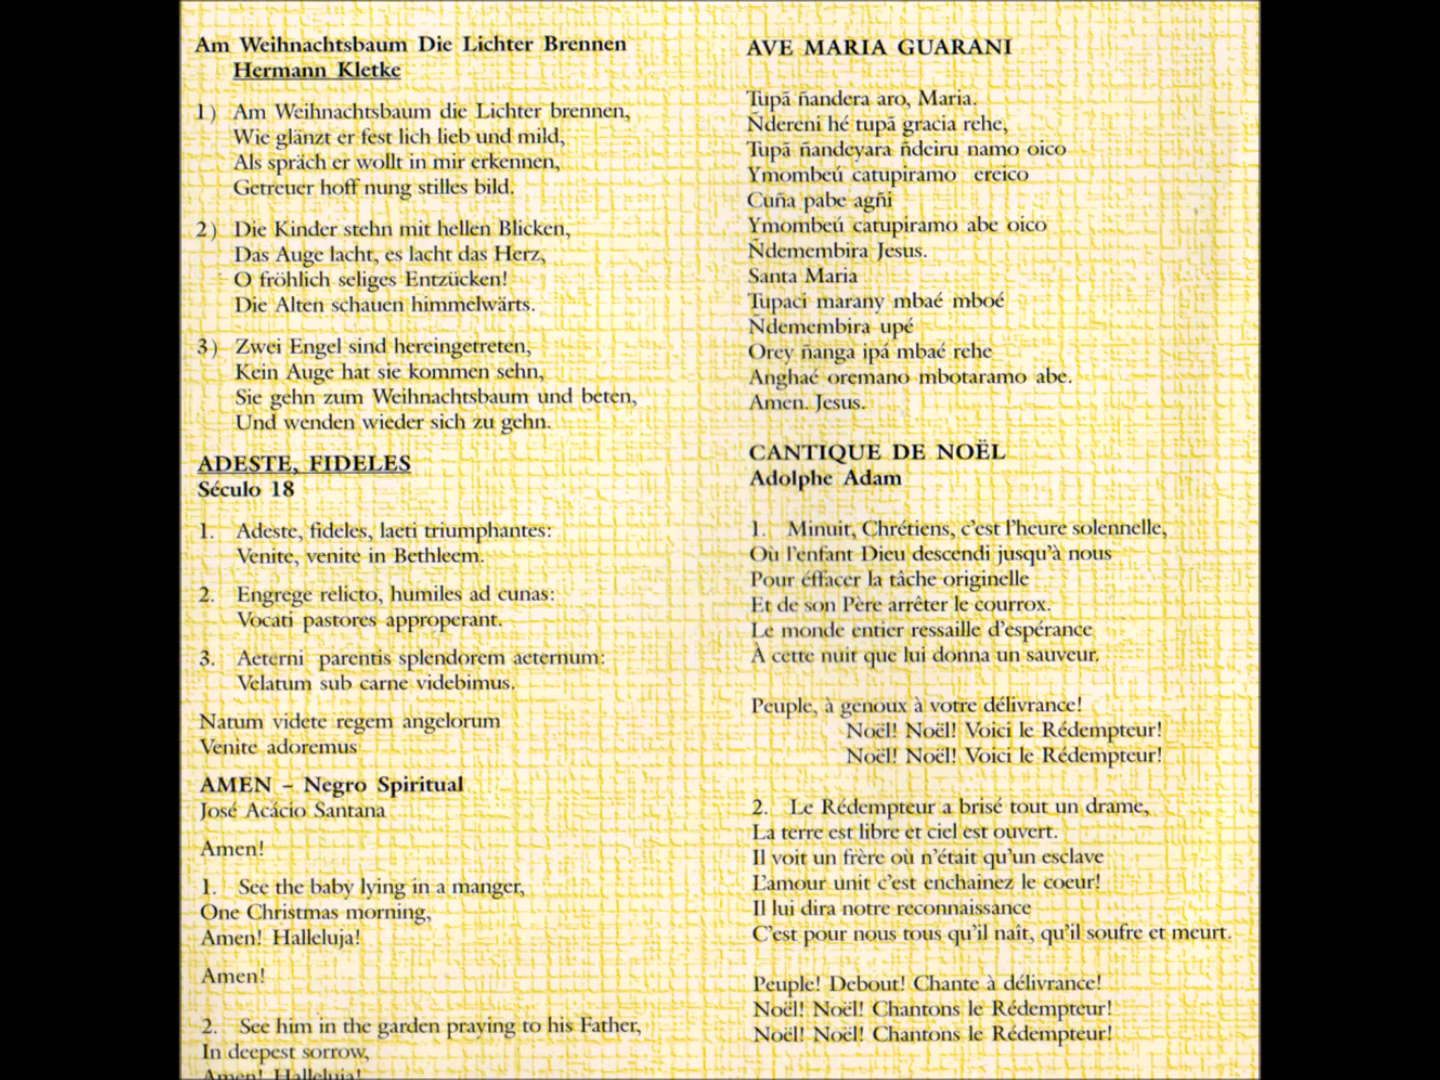 Am Weihnachtsbaum Die Lichter Brennen
Hermann Kletke
1) Am Weihnachtsbaum die Lichter brennen,
Wie glänzt er fest lich lieb und mild,
Als spräch er wollt in mir erkennen,
Getreuer hoff nung stilles bild.
2) Die Kinder stehn mit hellen Blicken,
Das Auge lacht, es lacht das Herz,
O fröhlich seliges Entzücken!
Die Alten schauen himmelwärts.
3) Zwei Engel sind hereingetreten,
Kein Auge hat sie kommen sehn,
Sie gehn zum Weihnachtsbaum und beten,
Und wenden wieder sich zu gehn.
ADESTE, FIDELES
Século 18
1. Adeste, fideles, laeti triumphantes:
Venite, venite in Bethleem.
2. Engrege relicto, humiles ad cunas:
Vocati pastores approperant.
3. Aeterni parentis splendorem aeternum:
Velatum sub carne videbimus.
Natum videte regem angelorum
Venite adoremus
AMEN – Negro Spiritual
José Acácio Santana
Amen!
1. See the baby lying in a manger,
One Christmas morning,
Amen! Halleluja!
Amen!
2. See him in the garden praying to his Father,
In deepest sorrow,
Amen! Halleluja!
AVE MARIA GUARANI
Tupã ñandera aro, Maria.
Ñdereni hé tupã gracia rehe,
Tupã ñandeyara ñdeiru namo oico
Ymombeú catupiramo ereico
Cuña pabe agñi
Ymombeú catupiramo abe oico
Ñdemembira Jesus.
Santa Maria
Tupaci marany mbaé mboé
Ñdemembira upé
Orey ñanga ipá mbaé rehe
Anghaé oremano mbotaramo abe.
Amen. Jesus.
CANTIQUE DE NOËL
Adolphe Adam
1. Minuit, Chrétiens, c'est l'heure solennelle,
Où l'enfant Dieu descendi jusqu'à nous
Pour éffacer la tâche originelle
Et de son Père arrêter le courrox.
Le monde entier ressaille d'espérance
À cette nuit que lui donna un sauveur.
Peuple, à genoux à votre délivrance!
Noël! Noël! Voici le Rédempteur!
Noël! Noël! Voici le Rédempteur!
2. Le Rédempteur a brisé tout un drame,
La terre est libre et ciel est ouvert.
Il voit un frère où n'était qu'un esclave
L'amour unit c'est enchainez le coeur!
Il lui dira notre reconnaissance
C'est pour nous tous qu'il naît, qu'il soufre et meurt.
Peuple! Debout! Chante à délivrance!
Noël! Noël! Chantons le Rédempteur!
Noël! Noël! Chantons le Rédempteur!